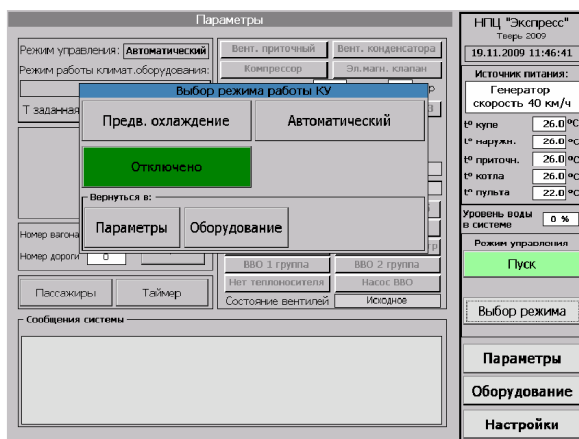 Параметры
Режим управления: Автоматический
Вент. приточный
Вент. конденсатора
Режим работы климат.оборудования:
Компрессор
Эл.магн. клапан
Выбор режима работы КУ
Т заданная
Предв. охлаждение
Автоматический
Отключено
Вернуться в:
Параметры
Оборудование
Номер вагона
Номер дороги
0
ВВО 1 группа
ВВО 2 группа
Нет теплоносителя
Насос ВВО
Пассажиры
Таймер
Состояние вентилей
Исходное
Сообщения системы
НПЦ "Экспресс"
Тверь 2009
19.11.2009 11:46:41
Источник питания:
Генератор
скорость 40 км/ч
t° купе 26.0 °C
t° наружн. 26.0 °C
t° приточн. 26.0 °C
t° котла 26.0 °C
t° пульта 22.0 °C
Уровень воды
в системе
0 %
Режим управления
Пуск
Выбор режима
Параметры
Оборудование
Настройки